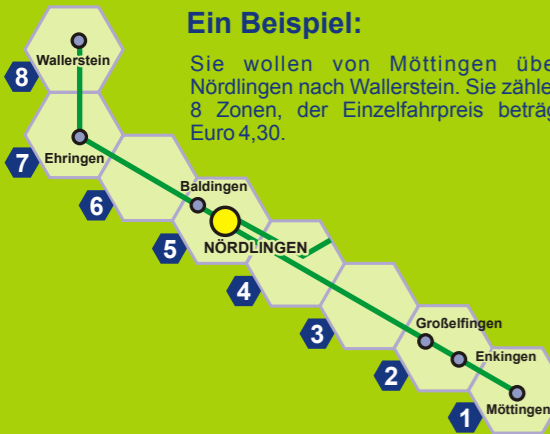 Ein Beispiel:
Sie wollen von Möttingen übe
Nördlingen nach Wallerstein. Sie zähle
8 Zonen, der Einzelfahrpreis beträg
Euro 4,30.
Wallerstein
8
Ehringen
7
6
Baldingen
5
NÖRDLINGEN
4
3
Großelfingen
Enkingen
2
1
Möttingen